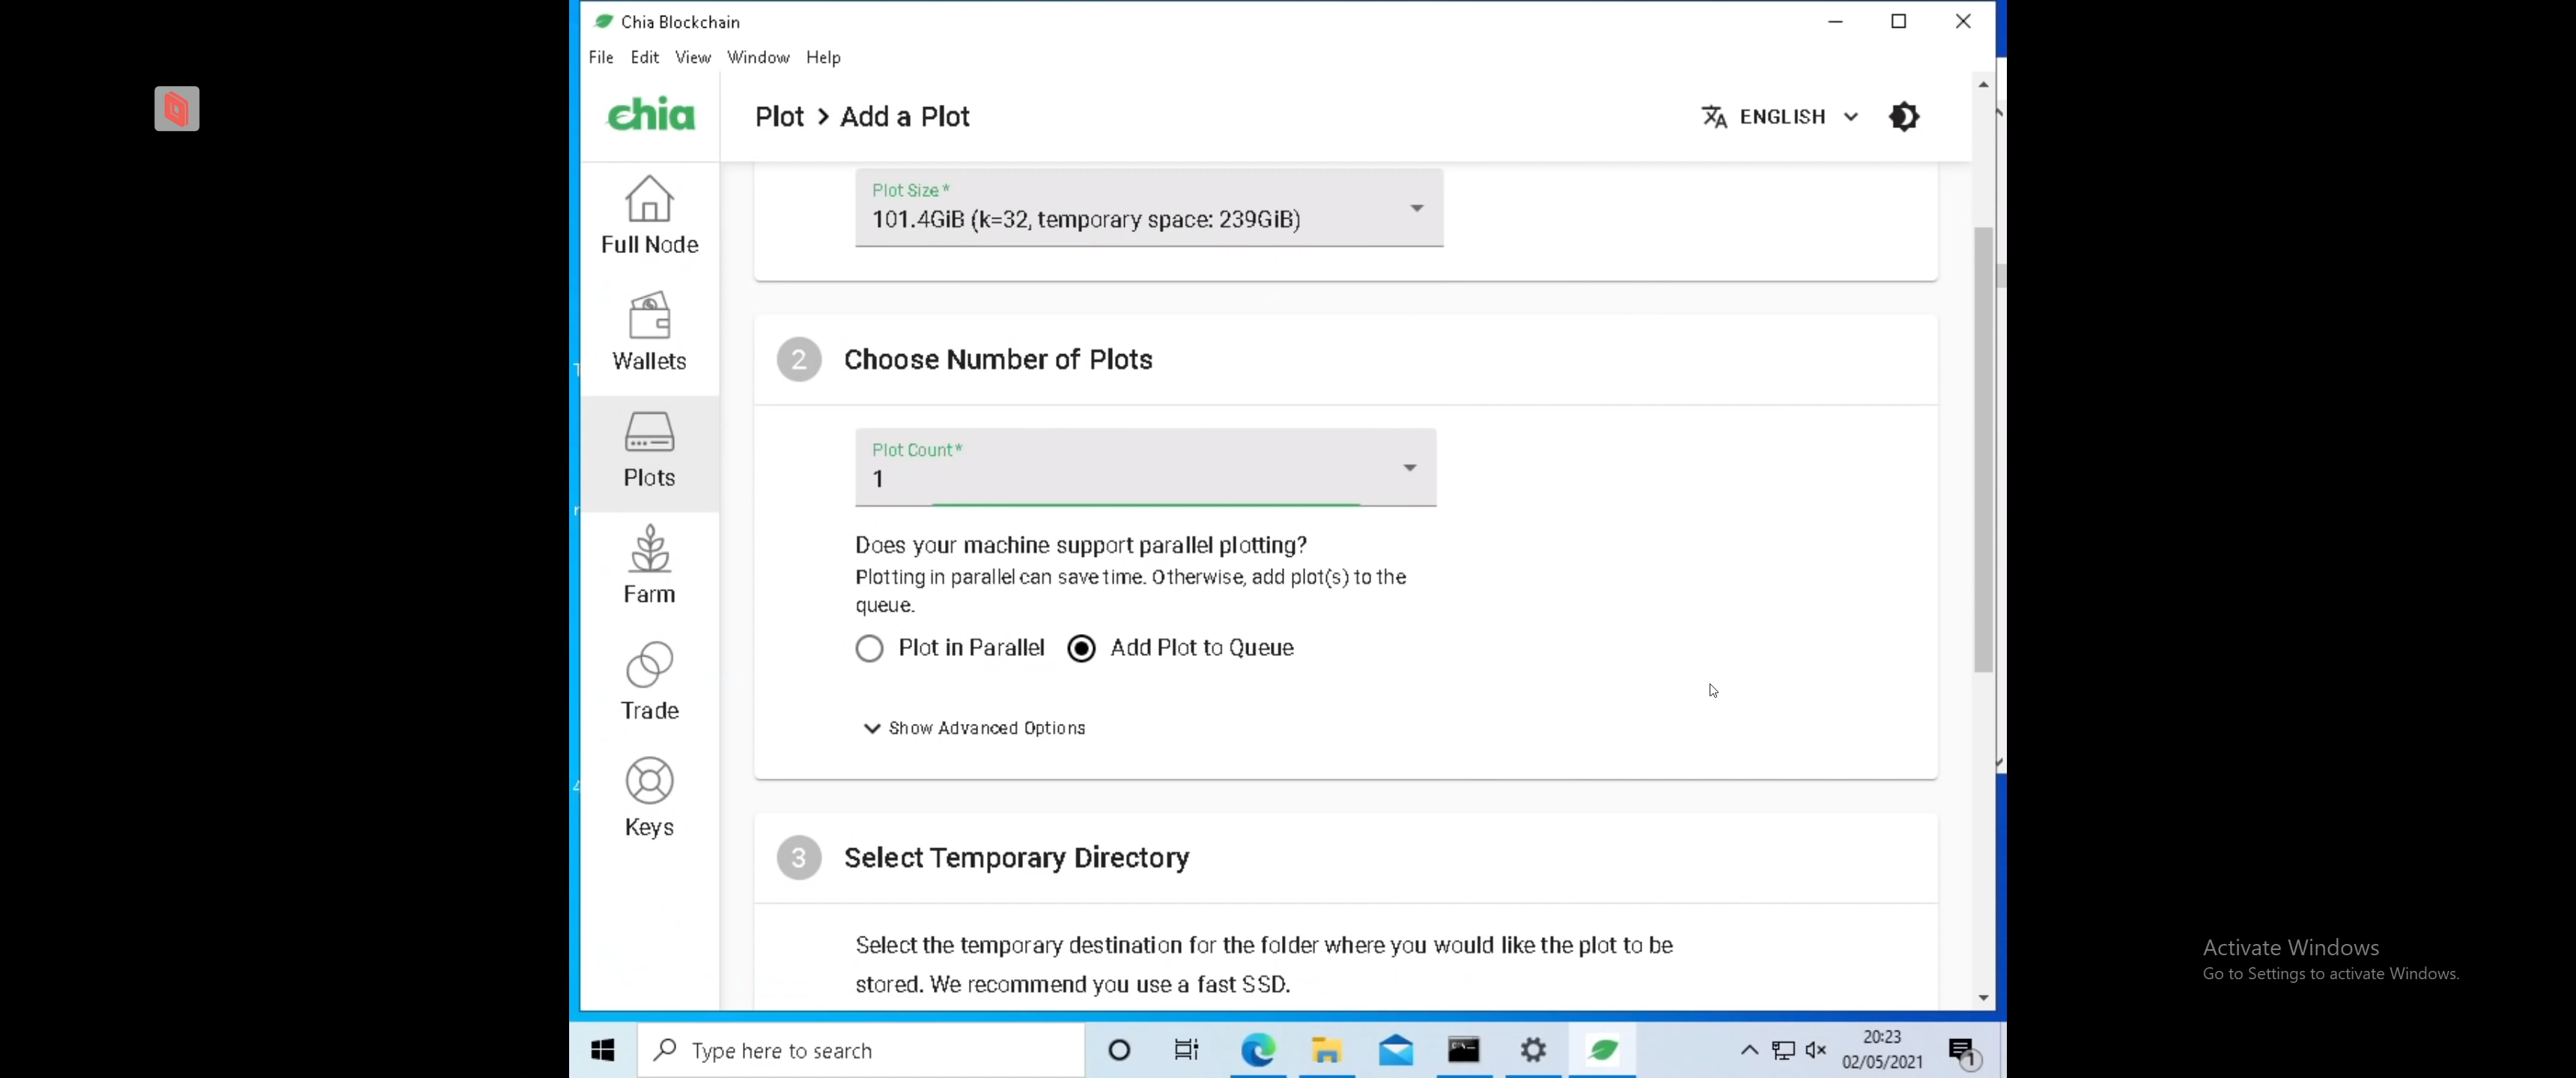 Chia Blockchain
File Edit View Window Help
chia
Plot > Add a Plot
ENGLISH
Plot Size *
101.4GiB (k=32, temporary space: 239GiB)
Full Node
Wallets
Plots
Farm
Trade
Keys
2 Choose Number of Plots
Plot Count *
1
Does your machine support parallel plotting?
Plotting in parallel can save time. Otherwise, add plot(s) to the
queue.
Plot in Parallel Add Plot to Queue
Show Advanced Options
3 Select Temporary Directory
Select the temporary destination for the folder where you would like the plot to be
stored. We recommend you use a fast SSD.
Activate Windows
Go to Settings to activate Windows.
Type here to search
20:23
02/05/2021
1